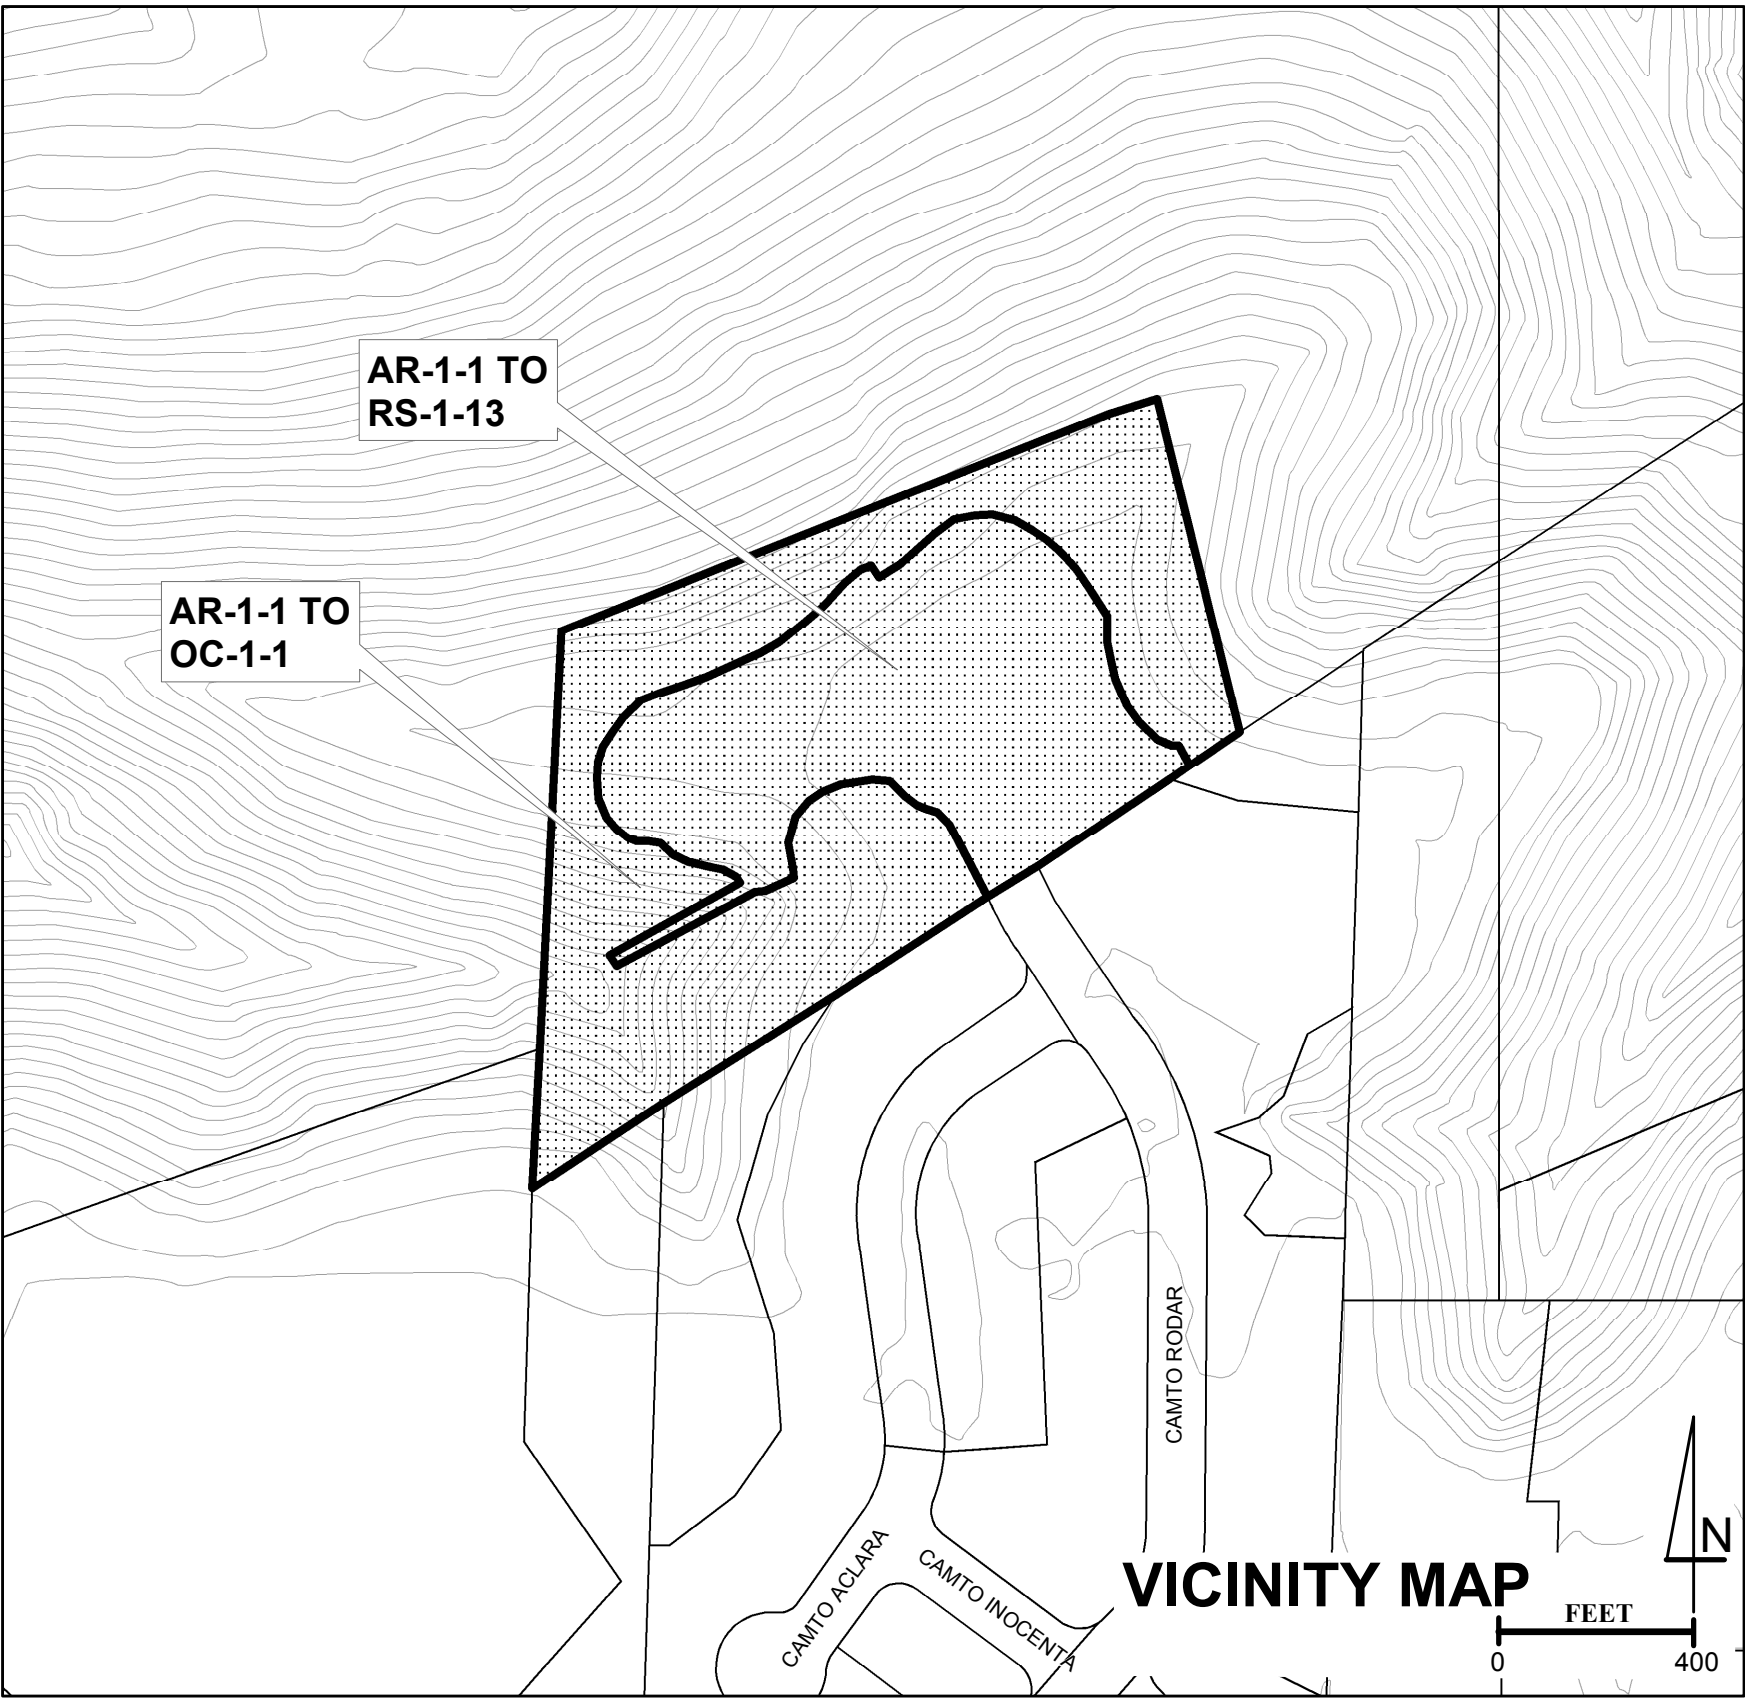 AR-1-1 TO
RS-1-13
AR-1-1 TO
OC-1-1
CAMTO RODAR
CAMTO ACLARA
CAMTO INOCENTA
VICINITY MAP
N
FEET
0 400